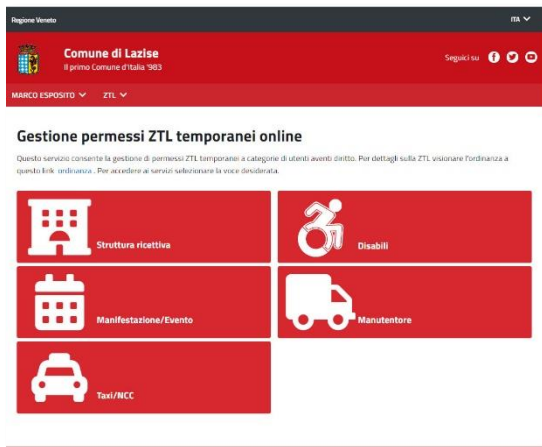 Regione Veneto
ITA
Comune di Lazise
Il primo Comune d'Italia '983
Seguici su
MARCO ESPOSITO
ZTL
Gestione permessi ZTL temporanei online
Questo servizio consente la gestione di permessi ZTL temporanei a categorie di utenti aventi diritto. Per dettagli sulla ZTL visionare l'ordinanza a
questo link ordinanza . Per accedere ai servizi selezionare la voce desiderata.
Struttura ricettiva
Disabili
Manifestazione/Evento
Manutentore
Taxi/NCC